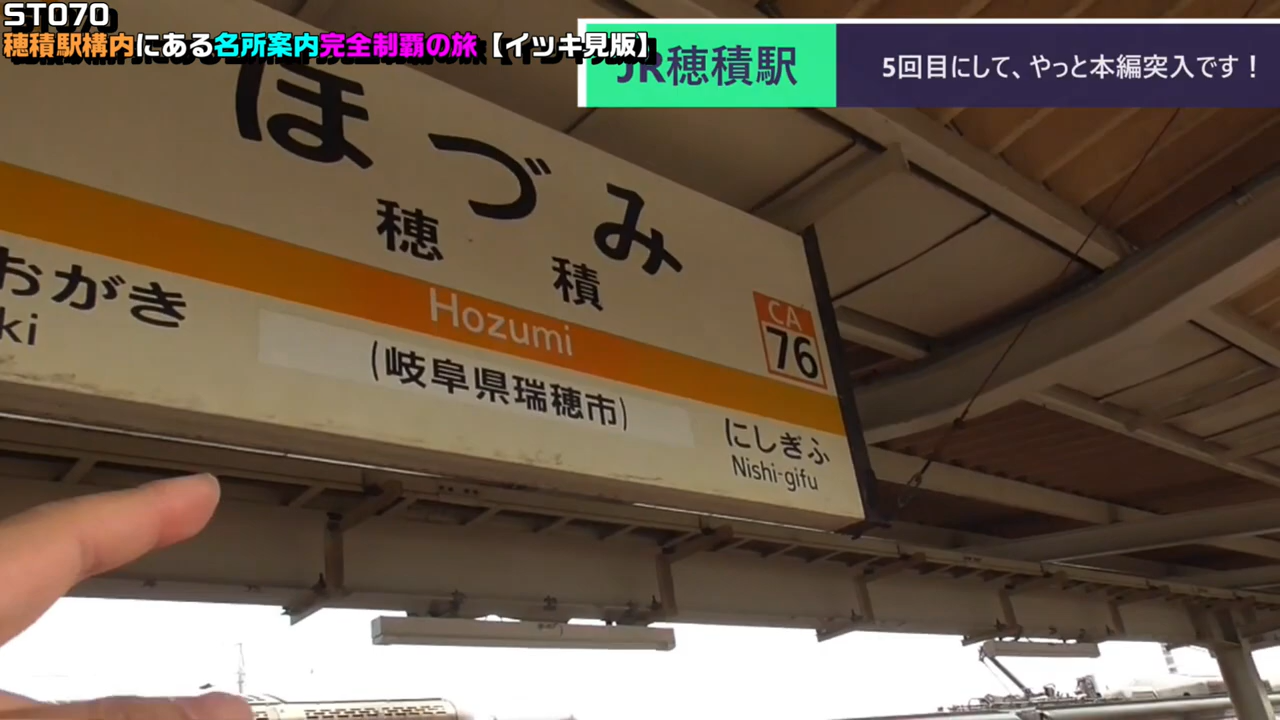 ST070
穂積駅構内にある名所案内完全制覇の旅【イツキ見版】
JR穂積駅
5回目にして、やっと本編突入です！
ほづみ
穂積
Hozumi
CA
76
(岐阜県瑞穂市)
おがき
ki
にしぎふ
Nishi-gifu